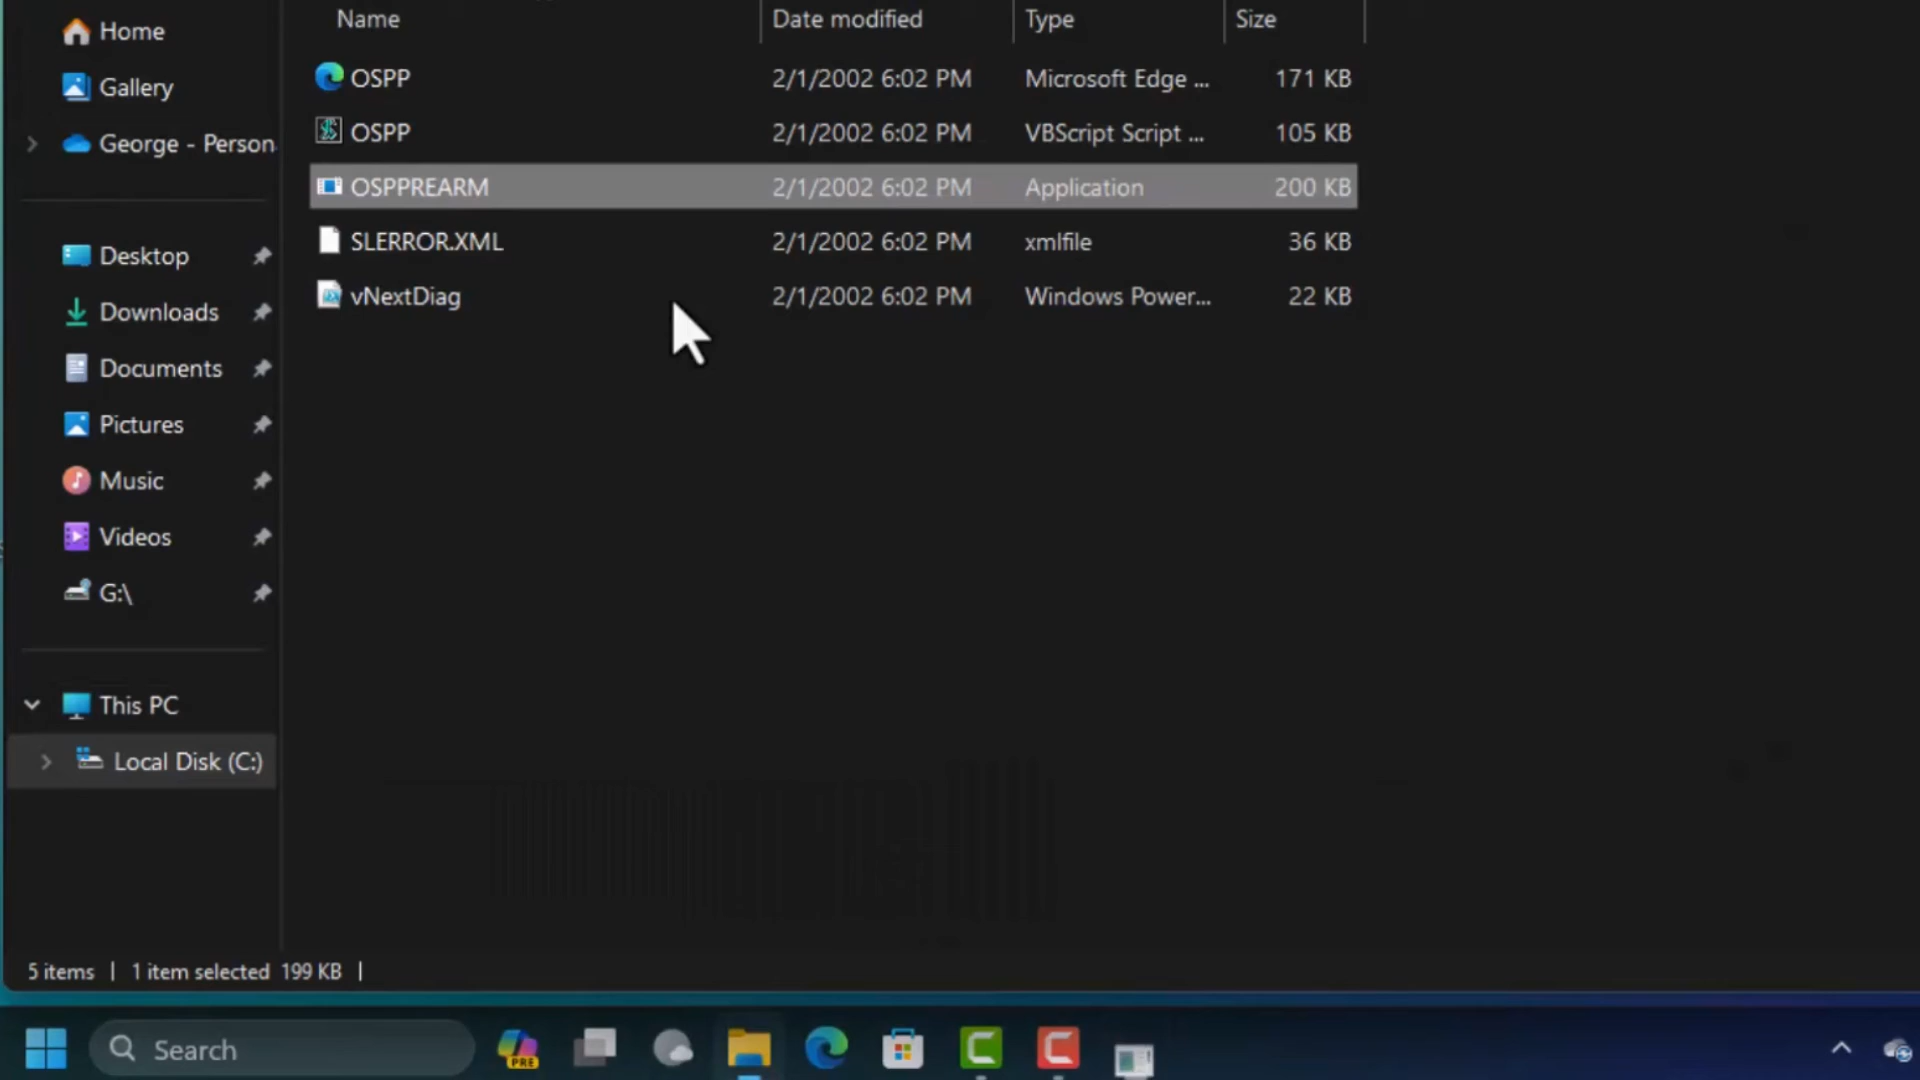 Name Date modified Type Size
OSPP 2/1/2002 6:02 PM Microsoft Edge ... 171 KB
OSPP 2/1/2002 6:02 PM VBScript Script ... 105 KB
OSPPREARM 2/1/2002 6:02 PM Application 200 KB
SLERROR.XML 2/1/2002 6:02 PM xmlfile 36 KB
vNextDiag 2/1/2002 6:02 PM Windows Power... 22 KB
Home
Gallery
George - Person
Desktop
Downloads
Documents
Pictures
Music
Videos
G:\
This PC
Local Disk (C:)
5 items | 1 item selected 199 KB |
Search
PRE